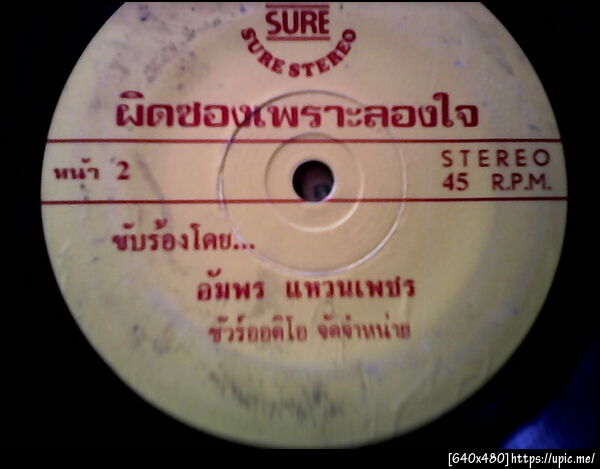 SURE
SURE STEREO
ผิดซองเพราะลองใจ
หน้า 2
STEREO
45 R.P.M.
ขับร้องโดย...
อัมพร แหวนเพชร
ชัวร์ออดิโอ จัดจำหน่าย
[640x480]https://upic.me/